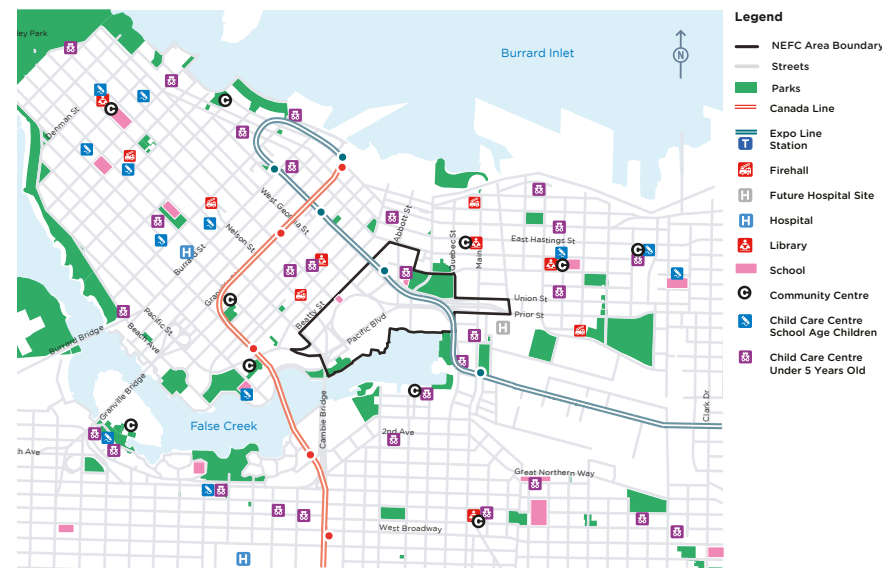 ley Park
Burrard Inlet
N
Denman St
West Georgia St
Abbott St
Quebec St
Main
East Hastings St
Nelson St
Burrard St
Granvi
Union St
Prior St
Beatty St
Pacific Blvd
Pacific St
Beach Ave
Burrard Bridge
Granville Bridge
Cambie Bridge
Clark Dr
False Creek
2nd Ave
h Ave
Great Northern Way
West Broadway
H
H
H
C
C
C
C
C
C
C
C
C
C
C
Legend
NEFC Area Boundary
Streets
Parks
Canada Line
Expo Line
T
Station
Firehall
H
Future Hospital Site
H
Hospital
Library
School
C
Community Centre
Child Care Centre
School Age Children
Child Care Centre
Under 5 Years Old